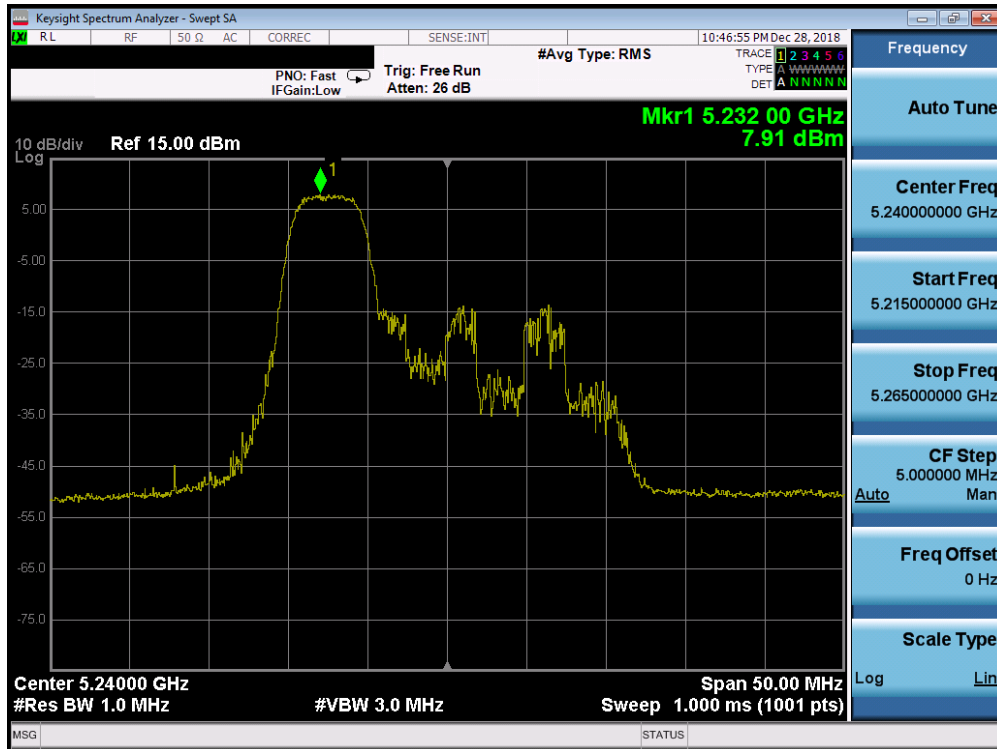 Keysight Spectrum Analyzer - Swept SA
LXI RL RF 50 Ω AC CORREC SENSE:INT 10:46:55 PM Dec 28, 2018
#Avg Type: RMS TRACE 1 2 3 4 5 6
PNO: Fast Trig: Free Run TYPE A WWWWW
IFGain:Low Atten: 26 dB DET A N N N N N
Mkr1 5.232 00 GHz
7.91 dBm
10 dB/div Ref 15.00 dBm
Log
1
5.00
-5.00
-15.0
-25.0
-35.0
-45.0
-55.0
-65.0
-75.0
Center 5.24000 GHz Span 50.00 MHz
#Res BW 1.0 MHz #VBW 3.0 MHz Sweep 1.000 ms (1001 pts)
MSG STATUS
Frequency
Auto Tune
Center Freq
5.240000000 GHz
Start Freq
5.215000000 GHz
Stop Freq
5.265000000 GHz
CF Step
5.000000 MHz
Auto Man
Freq Offset
0 Hz
Scale Type
Log Lin